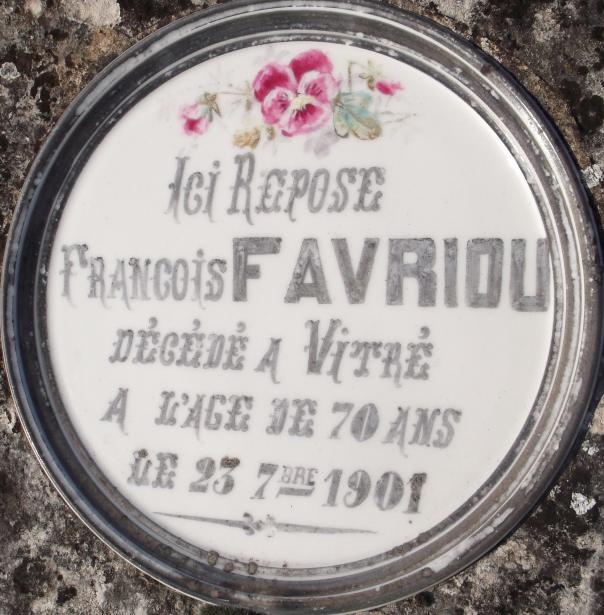 Ici Repose
Francois FAVRIOU
décédé a Vitré
a l'age de 70 ans
le 23 7bre 1901